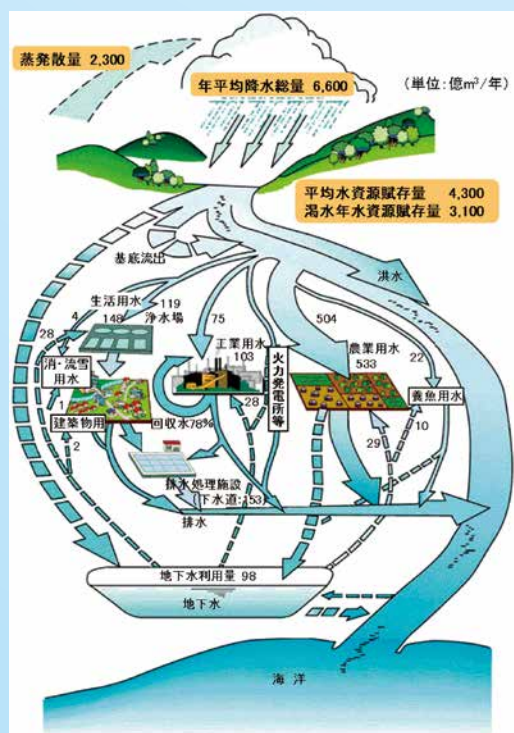 蒸発散量 2,300
年平均降水総量 6,600
(単位:億m³/年)
平均水資源賦存量 4,300
渇水年水資源賦存量 3,100
基底流出
洪水
生活用水
148
119
浄水場
4
28
75
工業用水
103
504
農業用水
533
22
消・流雪
用水
火力発電所等
養魚用水
28
1
建築物用
回収水78%
10
29
2
排水処理施設
(下水道:153)
排水
地下水利用量 98
地下水
海洋